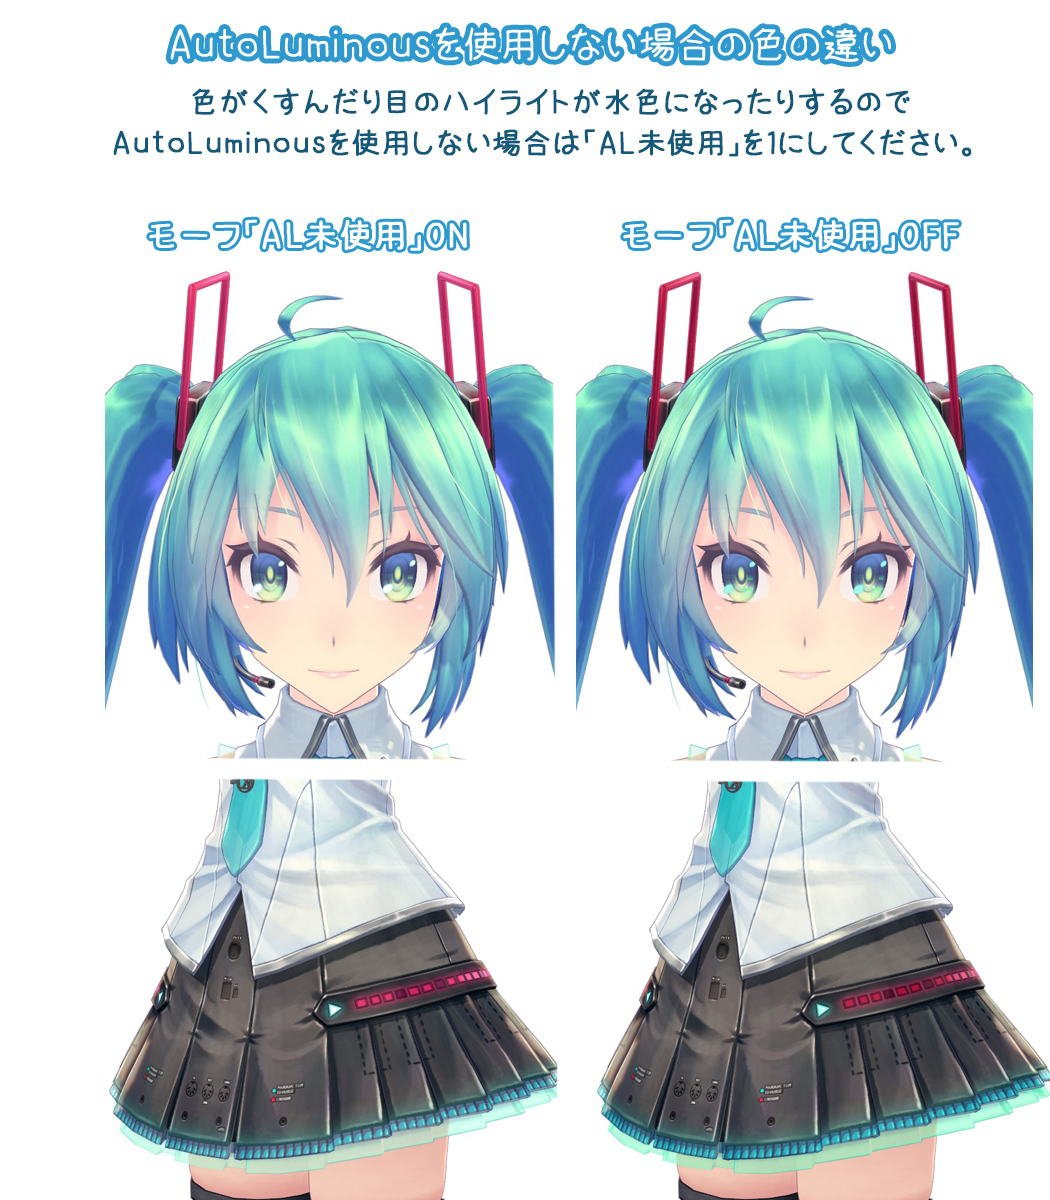 AutoLuminousを使用しない場合の色の違い
色がくすんだり目のハイライトが水色になったりするので
AutoLuminousを使用しない場合は「AL未使用」を1にしてください。
モーフ「AL未使用」ON
モーフ「AL未使用」OFF